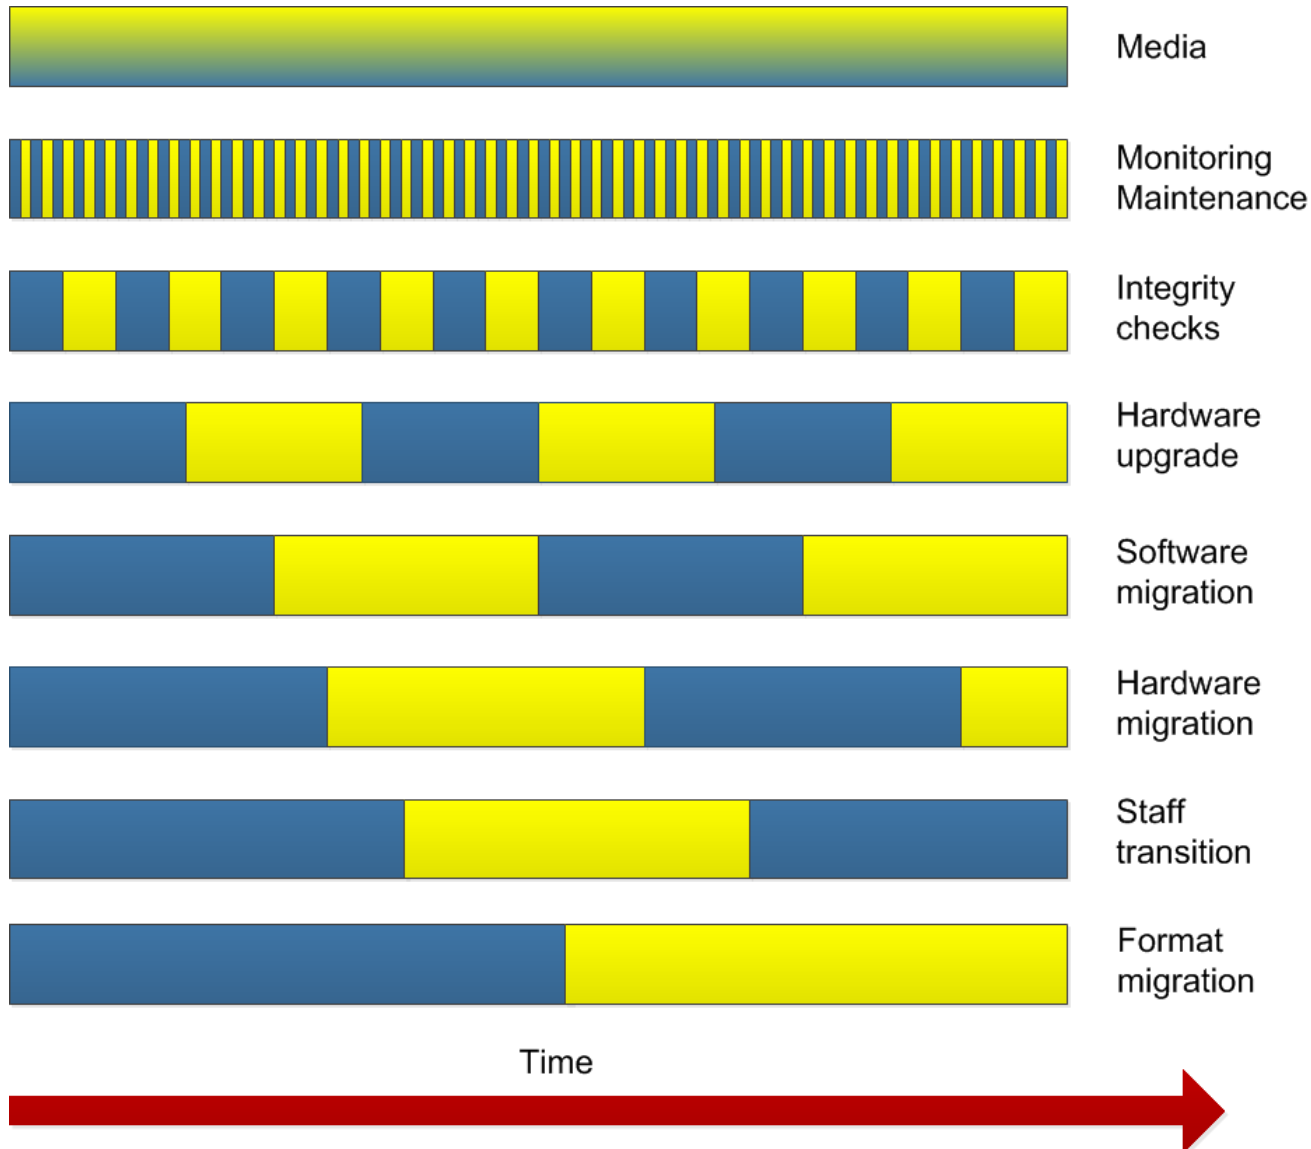 Media
Monitoring
Maintenance
Integrity
checks
Hardware
upgrade
Software
migration
Hardware
migration
Staff
transition
Format
migration
Time